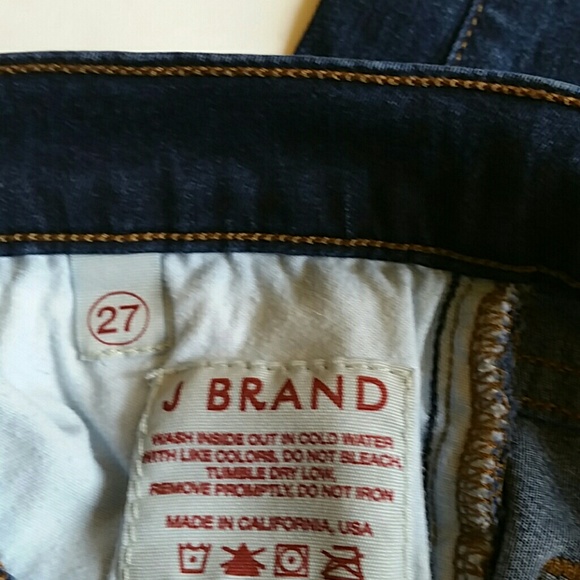 27
J BRAND
WASH INSIDE OUT IN COLD WATER
WITH LIKE COLORS, DO NOT BLEACH,
TUMBLE DRY LOW,
REMOVE PROMPTLY, DO NOT IRON
MADE IN CALIFORNIA, USA